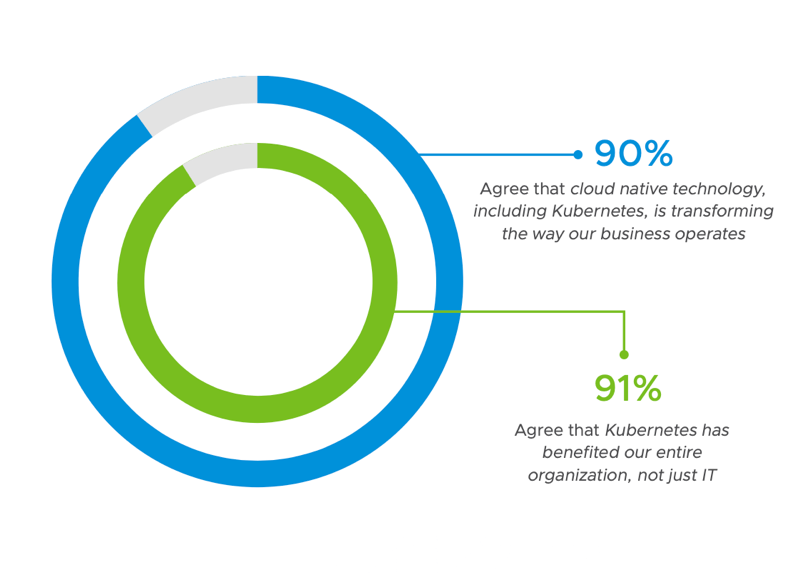 90%
Agree that cloud native technology,
including Kubernetes, is transforming
the way our business operates
91%
Agree that Kubernetes has
benefited our entire
organization, not just IT